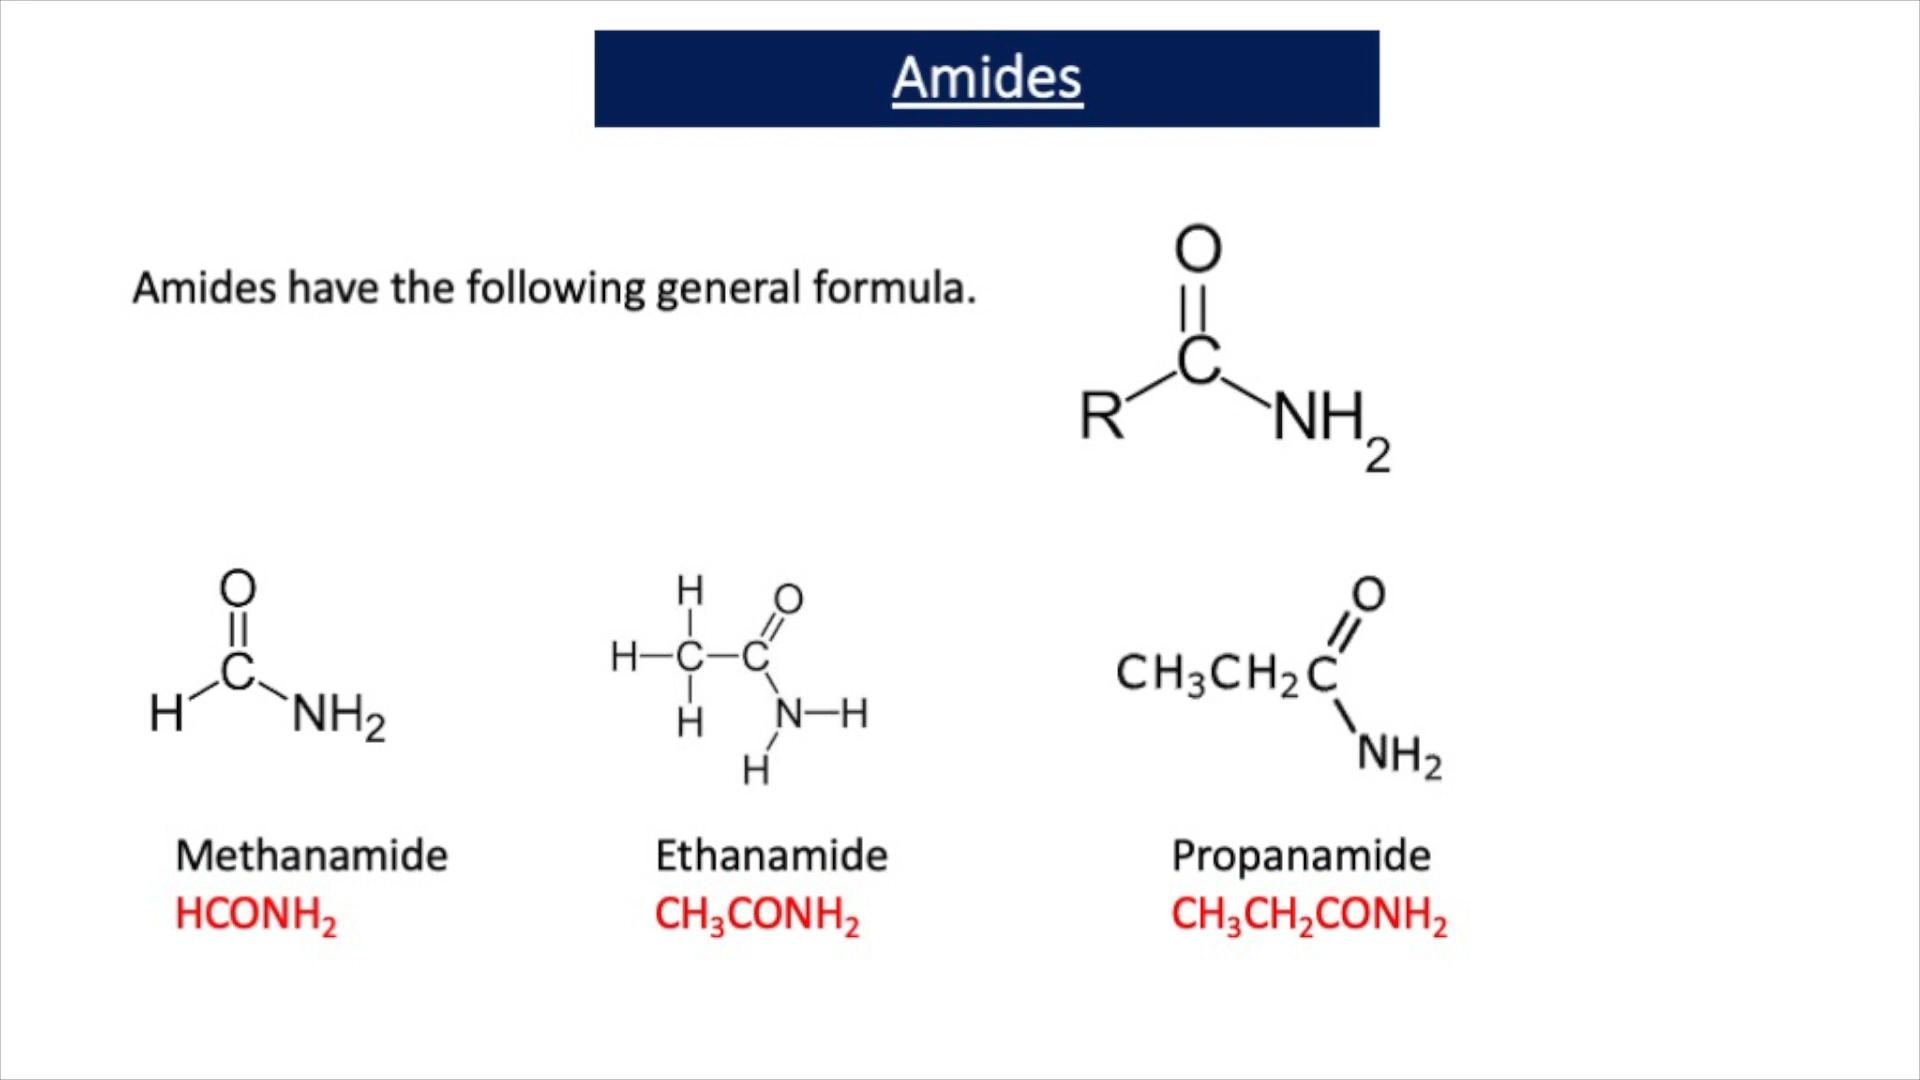 Amides
Amides have the following general formula.
O
C
R
NH₂
O
C
H
NH₂
H
O
H–C–C
H
N–H
H
O
CH₃CH₂C
NH₂
Methanamide
HCONH₂
Ethanamide
CH₃CONH₂
Propanamide
CH₃CH₂CONH₂